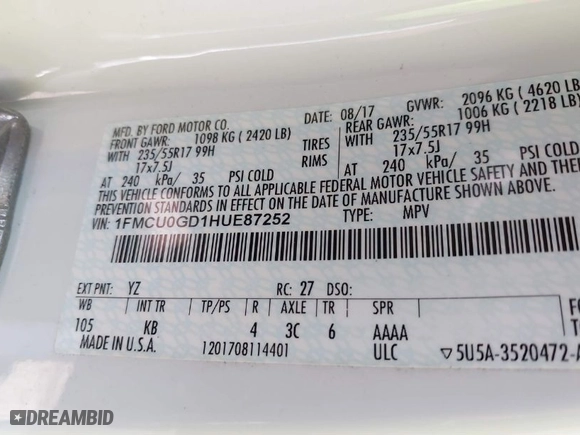 MFD. BY FORD MOTOR CO.
DATE: 08/17 GVWR: 2096 KG ( 4620 LB
FRONT GAWR: 1098 KG ( 2420 LB)
REAR GAWR: 1006 KG ( 2218 LB)
WITH 235/55R17 99H TIRES WITH 235/55R17 99H
17x7.5J RIMS 17x7.5J
AT 240 kPa/ 35 PSI COLD AT 240 kPa/ 35 PSI COLD
THIS VEHICLE CONFORMS TO ALL APPLICABLE FEDERAL MOTOR VEHICLE SAFETY AND
PREVENTION STANDARDS IN EFFECT ON THE DATE OF MANUFACTURE SHOWN ABOVE.
VIN: 1FMCU0GD1HUE87252 TYPE: MPV
EXT PNT: YZ RC: 27 DSO:
WB INT TR TP/PS R AXLE TR SPR
105 KB 4 3C 6 AAAA
MADE IN U.S.A. 1201708114401 ULC ▽5U5A-3520472-A
DREAMBID